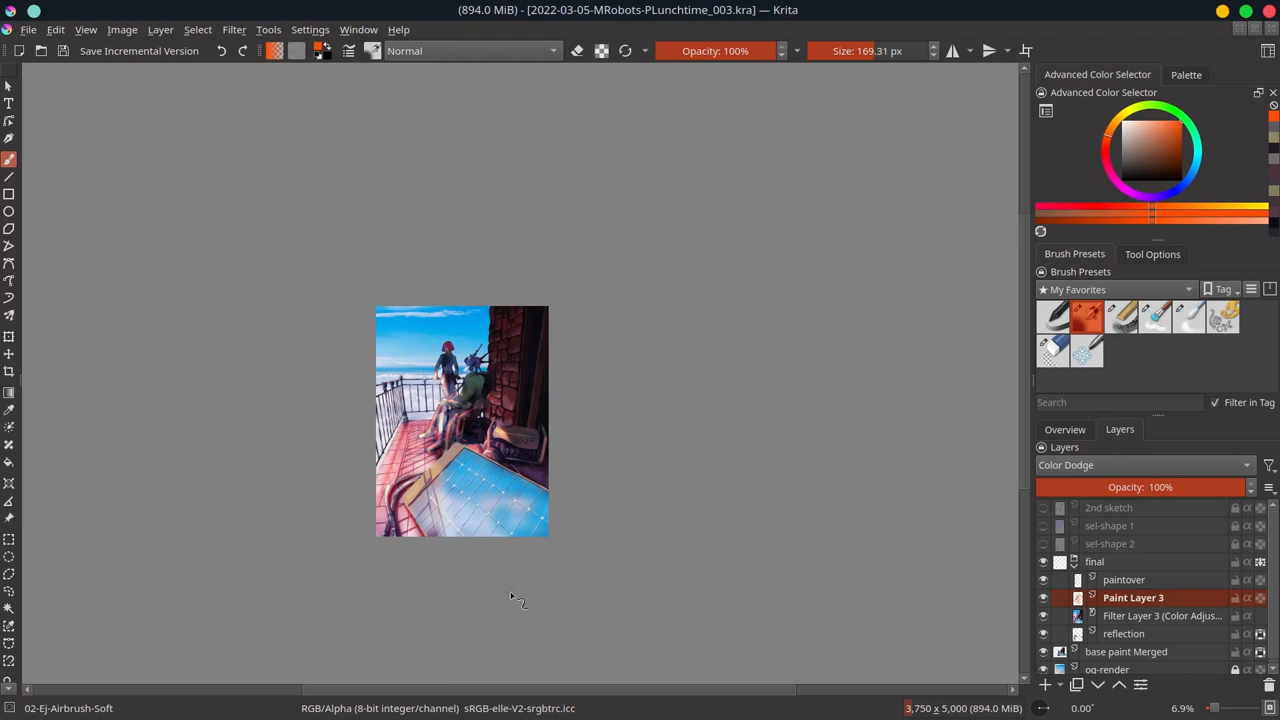 (894.0 MiB) - [2022-03-05-MRobots-PLunchtime_003.kra] — Krita
File Edit View Image Layer Select Filter Tools Settings Window Help
Save Incremental Version Normal Opacity: 100% Size: 169.31 px
Advanced Color Selector Palette
Advanced Color Selector
Brush Presets Tool Options
Brush Presets
★ My Favorites Tag
Search Filter in Tag
Overview Layers
Layers
Color Dodge
Opacity: 100%
2nd sketch
sel-shape 1
sel-shape 2
final
paintover
Paint Layer 3
Filter Layer 3 (Color Adjus...
reflection
base paint Merged
og-render
02-Ej-Airbrush-Soft RGB/Alpha (8-bit integer/channel) sRGB-elle-V2-srgbtrc.icc 3,750 x 5,000 (894.0 MiB) 0.00° 6.9%